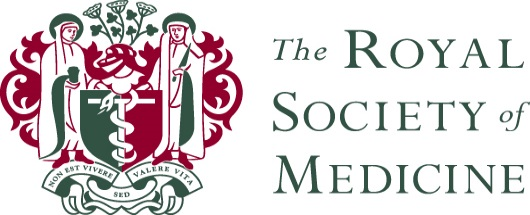 The ROYAL
SOCIETY of
MEDICINE
NON EST VIVERE
SED
VALERE VITA